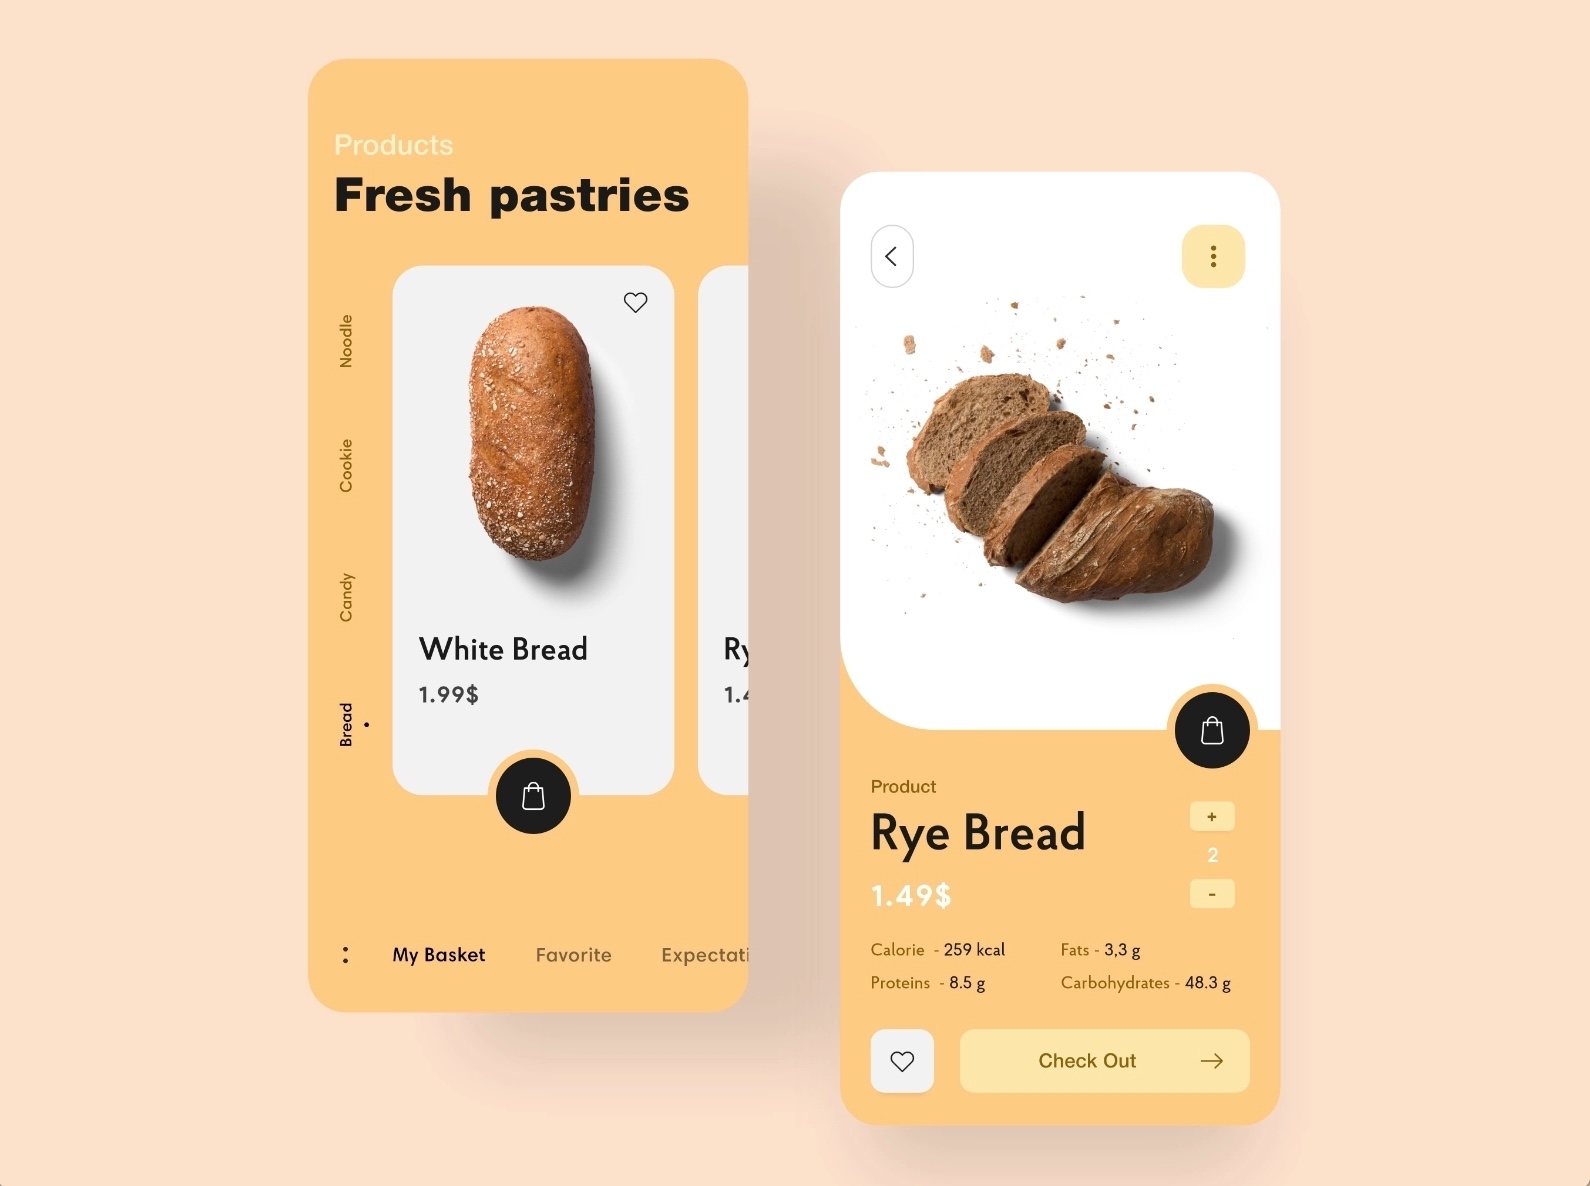 Products
Fresh pastries
Noodle
Cookie
Candy
Bread
White Bread
1.99$
Ry
1.4
My Basket
Favorite
Expectati
Product
Rye Bread
1.49$
+
2
-
Calorie - 259 kcal
Fats - 3,3 g
Proteins - 8.5 g
Carbohydrates - 48.3 g
Check Out